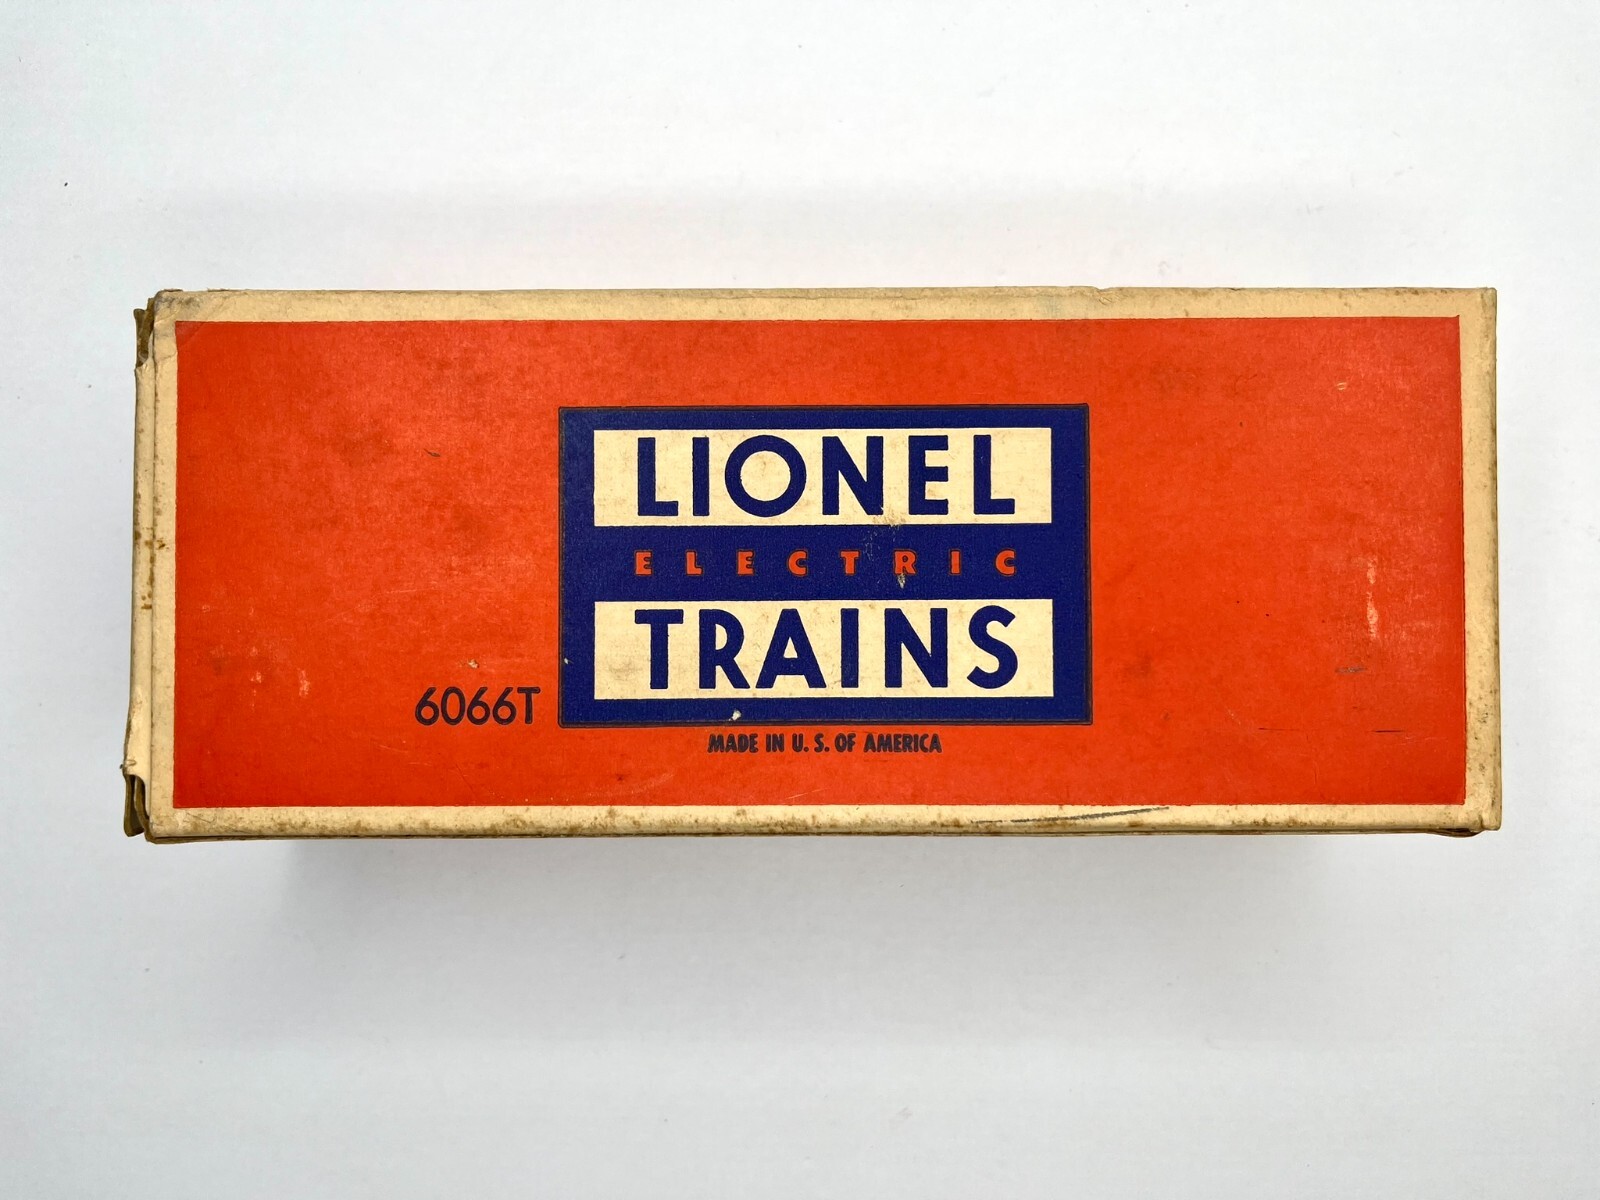 LIONEL
ELECTRIC
TRAINS
6066T
MADE IN U. S. OF AMERICA